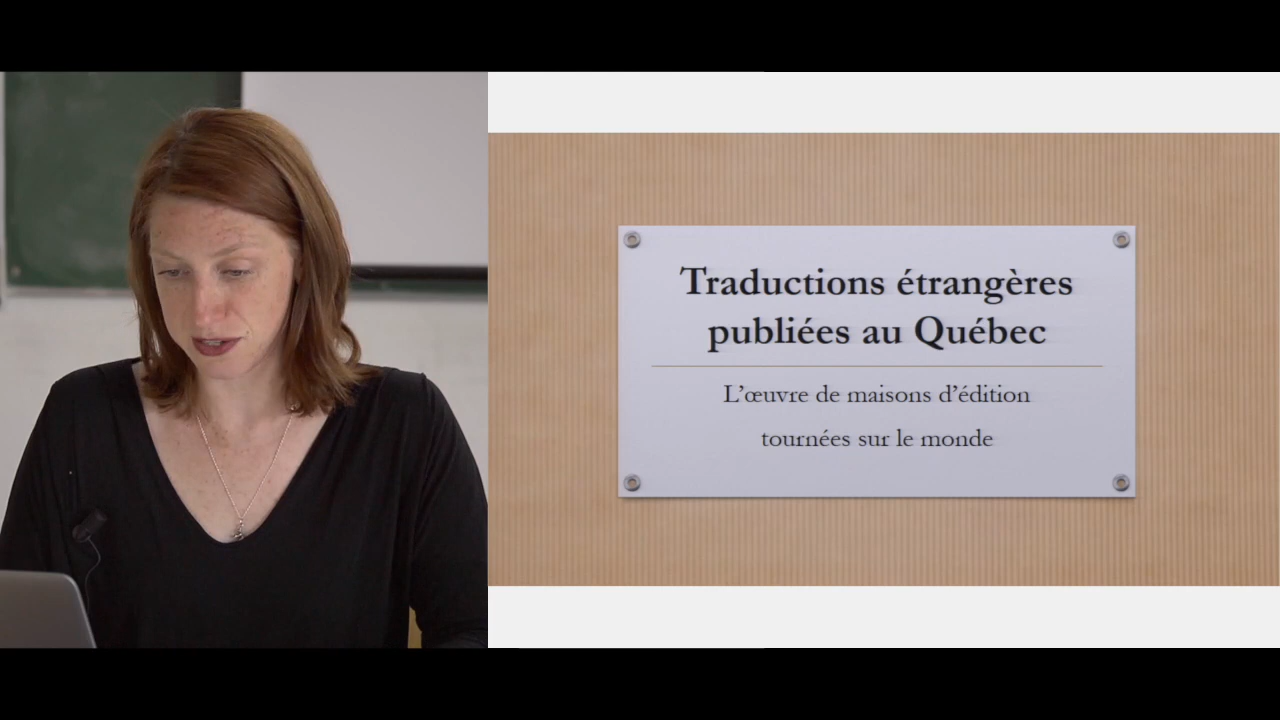 Traductions étrangères
publiées au Québec
L'œuvre de maisons d'édition
tournées sur le monde